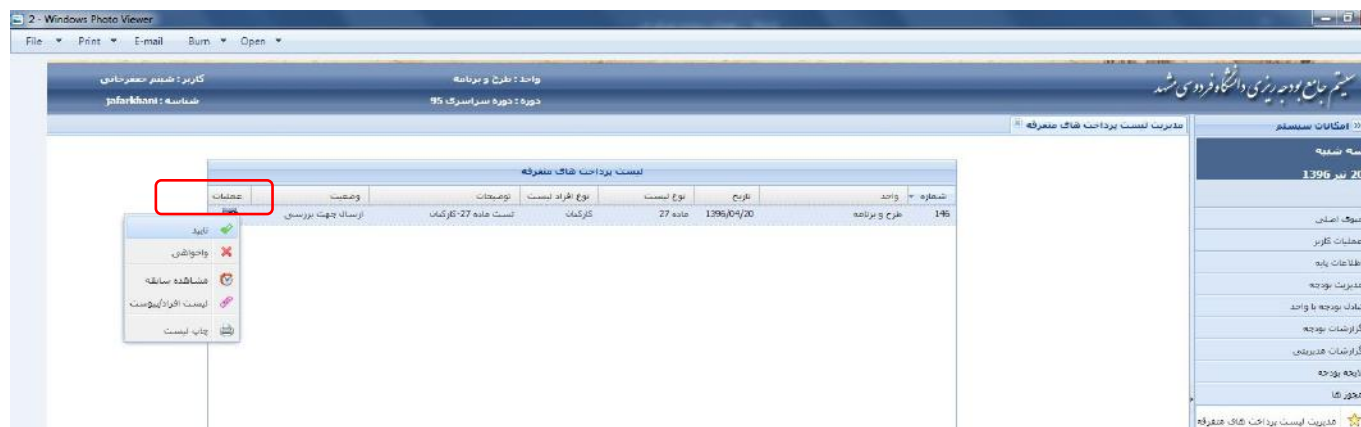 2 - Windows Photo Viewer
File Print E-mail Burn Open
سیستم جامع بودجه ریزی دانشگاه فردوسی مشهد
واحد : طرح و برنامه
کاربر : شبنم جعفرخانی
دوره : دوره سراسری 95
شناسه : jafarkhani
امکانات سیستم
مدیریت لیست پرداخت های متفرقه
سه شنبه
20 تیر 1396
لیست پرداخت های متفرقه
شماره واحد تاریخ نوع لیست نوع افراد لیست توضیحات وضعیت عملیات
146 طرح و برنامه 1396/04/20 ماده 27 کارکنان تست ماده 27-کارکنان ارسال جهت بررسی
تایید
واخواهی
مشاهده سابقه
لیست افراد/پیوست
چاپ لیست
منوی اصلی
عملیات کاربر
اطلاعات پایه
مدیریت بودجه
تبادل بودجه با واحد
گزارشات بودجه
گزارشات مدیریتی
لایحه بودجه
مجوز ها
مدیریت لیست پرداخت های متفرقه